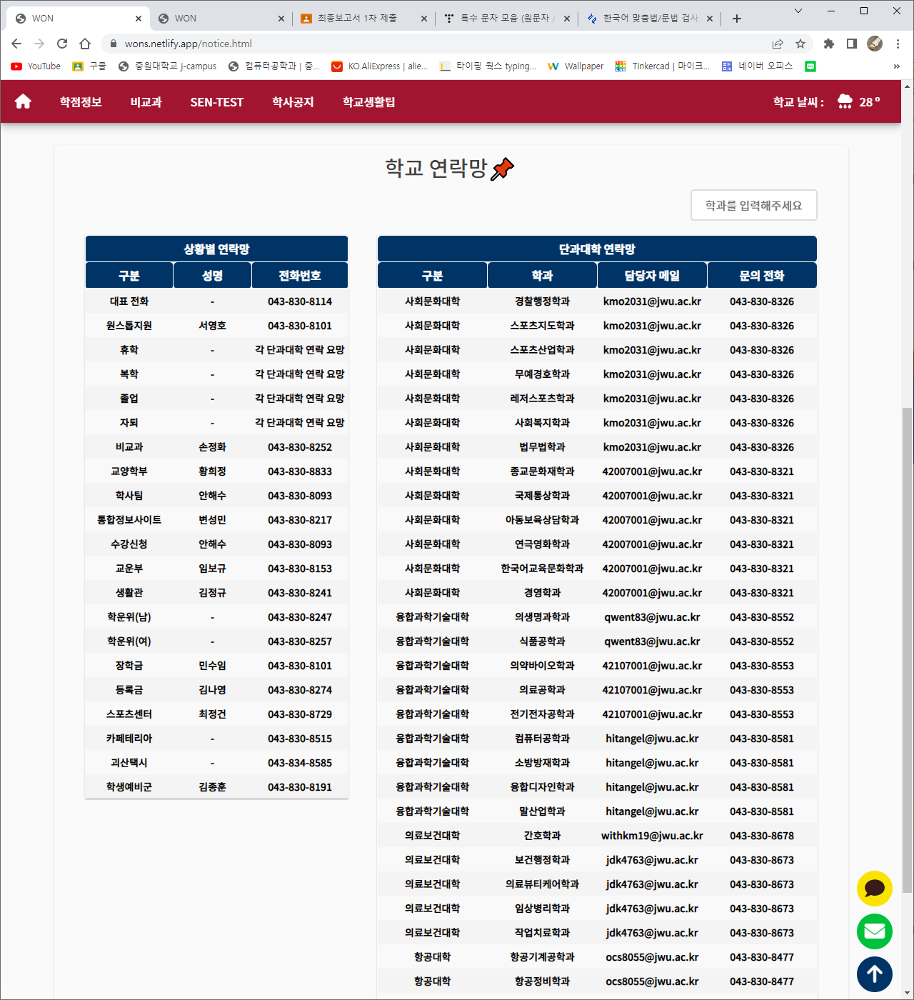 WON
WON
최종보고서 1차 제출
특수 문자 모음 (원문자 /
한국어 맞춤법/문법 검사
wons.netlify.app/notice.html
YouTube
구글
중원대학교 j-campus
컴퓨터공학과 | 중...
KO.AliExpress | alie...
타이핑 웍스 typing...
Wallpaper
Tinkercad | 마이크...
네이버 오피스
»
학점정보
비교과
SEN-TEST
학사공지
학교생활팁
학교 날씨 : 28 º
학교 연락망
학과를 입력해주세요
상황별 연락망
구분 성명 전화번호
대표 전화 - 043-830-8114
원스톱지원 서영호 043-830-8101
휴학 - 각 단과대학 연락 요망
복학 - 각 단과대학 연락 요망
졸업 - 각 단과대학 연락 요망
자퇴 - 각 단과대학 연락 요망
비교과 손정화 043-830-8252
교양학부 황희정 043-830-8833
학사팀 안해수 043-830-8093
통합정보사이트 변성민 043-830-8217
수강신청 안해수 043-830-8093
교운부 임보규 043-830-8153
생활관 김정규 043-830-8241
학운위(남) - 043-830-8247
학운위(여) - 043-830-8257
장학금 민수임 043-830-8101
등록금 김나영 043-830-8274
스포츠센터 최정건 043-830-8729
카페테리아 - 043-830-8515
괴산택시 - 043-834-8585
학생예비군 김종훈 043-830-8191
단과대학 연락망
구분 학과 담당자 메일 문의 전화
사회문화대학 경찰행정학과 kmo2031@jwu.ac.kr 043-830-8326
사회문화대학 스포츠지도학과 kmo2031@jwu.ac.kr 043-830-8326
사회문화대학 스포츠산업학과 kmo2031@jwu.ac.kr 043-830-8326
사회문화대학 무예경호학과 kmo2031@jwu.ac.kr 043-830-8326
사회문화대학 레저스포츠학과 kmo2031@jwu.ac.kr 043-830-8326
사회문화대학 사회복지학과 kmo2031@jwu.ac.kr 043-830-8326
사회문화대학 법무법학과 kmo2031@jwu.ac.kr 043-830-8326
사회문화대학 종교문화재학과 42007001@jwu.ac.kr 043-830-8321
사회문화대학 국제통상학과 42007001@jwu.ac.kr 043-830-8321
사회문화대학 아동보육상담학과 42007001@jwu.ac.kr 043-830-8321
사회문화대학 연극영화학과 42007001@jwu.ac.kr 043-830-8321
사회문화대학 한국어교육문화학과 42007001@jwu.ac.kr 043-830-8321
사회문화대학 경영학과 42007001@jwu.ac.kr 043-830-8321
융합과학기술대학 의생명과학과 qwent83@jwu.ac.kr 043-830-8552
융합과학기술대학 식품공학과 qwent83@jwu.ac.kr 043-830-8552
융합과학기술대학 의약바이오학과 42107001@jwu.ac.kr 043-830-8553
융합과학기술대학 의료공학과 42107001@jwu.ac.kr 043-830-8553
융합과학기술대학 전기전자공학과 42107001@jwu.ac.kr 043-830-8553
융합과학기술대학 컴퓨터공학과 hitangel@jwu.ac.kr 043-830-8581
융합과학기술대학 소방방재학과 hitangel@jwu.ac.kr 043-830-8581
융합과학기술대학 융합디자인학과 hitangel@jwu.ac.kr 043-830-8581
융합과학기술대학 말산업학과 hitangel@jwu.ac.kr 043-830-8581
의료보건대학 간호학과 withkm19@jwu.ac.kr 043-830-8678
의료보건대학 보건행정학과 jdk4763@jwu.ac.kr 043-830-8673
의료보건대학 의료뷰티케어학과 jdk4763@jwu.ac.kr 043-830-8673
의료보건대학 임상병리학과 jdk4763@jwu.ac.kr 043-830-8673
의료보건대학 작업치료학과 jdk4763@jwu.ac.kr 043-830-8673
항공대학 항공기계공학과 ocs8055@jwu.ac.kr 043-830-8477
항공대학 항공정비학과 ocs8055@jwu.ac.kr 043-830-8477